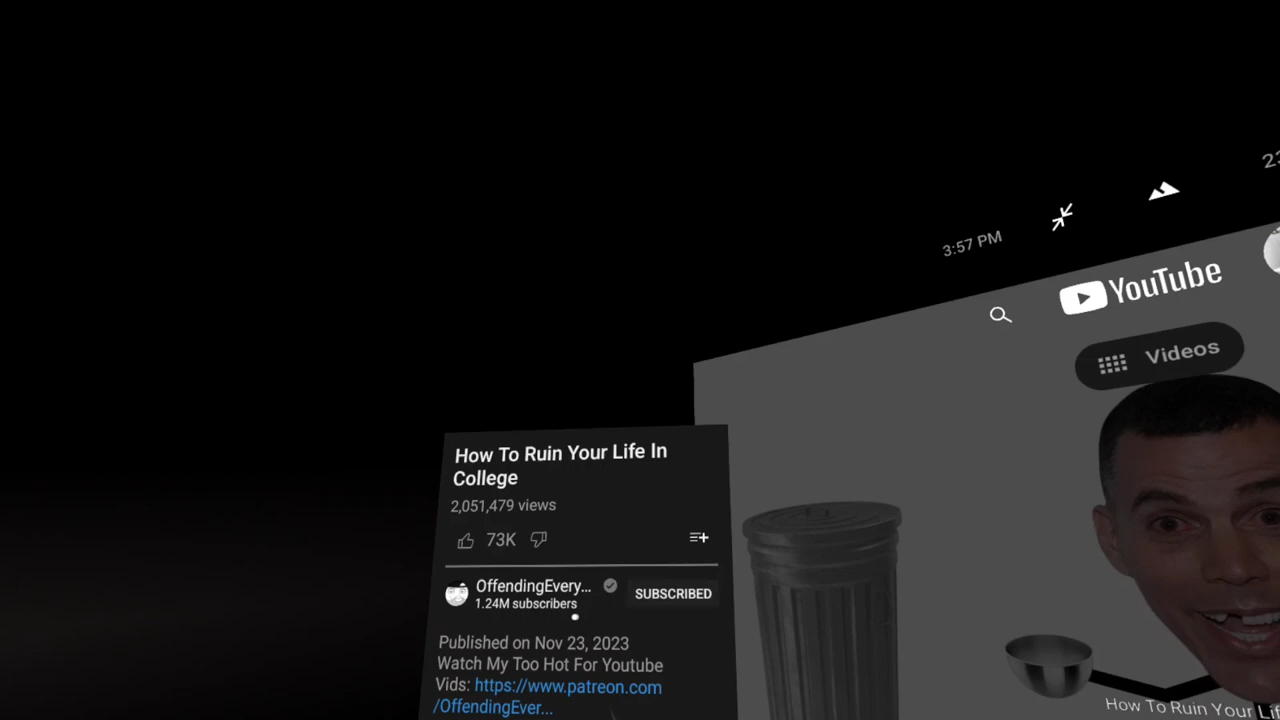 3:57 PM
YouTube
Videos
How To Ruin Your Life In
College
2,051,479 views
73K
OffendingEvery...
1.24M subscribers
SUBSCRIBED
Published on Nov 23, 2023
Watch My Too Hot For Youtube
Vids: https://www.patreon.com
/OffendingEver...
How To Ruin Your